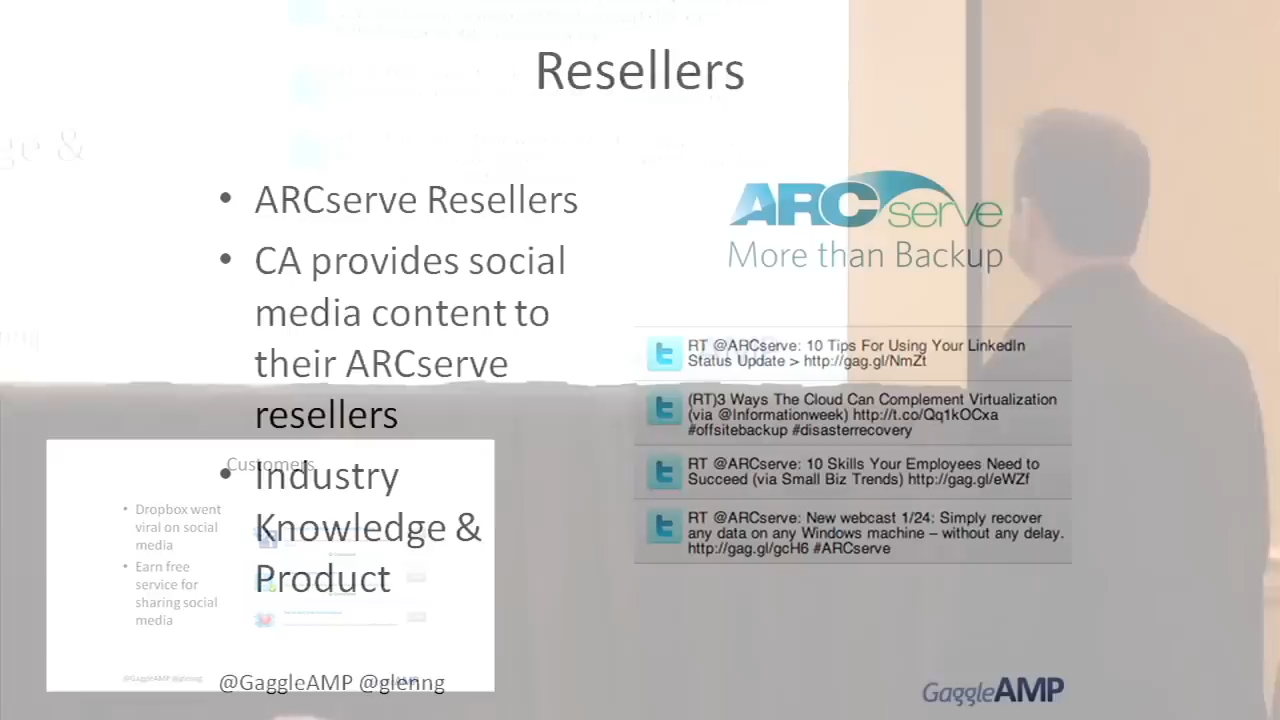 Resellers
ge &
• ARCserve Resellers
• CA provides social
media content to
their ARCserve
resellers
• Industry
Knowledge &
Product
ARCserve
More than Backup
RT @ARCserve: 10 Tips For Using Your LinkedIn
Status Update > http://gag.gl/NmZt
(RT)3 Ways The Cloud Can Complement Virtualization
(via @Informationweek) http://t.co/Qq1kOCxa
#offsitebackup #disasterrecovery
RT @ARCserve: 10 Skills Your Employees Need to
Succeed (via Small Biz Trends) http://gag.gl/eWZf
RT @ARCserve: New webcast 1/24: Simply recover
any data on any Windows machine – without any delay.
http://gag.gl/gcH6 #ARCserve
Customers
• Dropbox went
viral on social
media
• Earn free
service for
sharing social
media
@GaggleAMP @glenng
@GaggleAMP @glenng
GaggleAMP